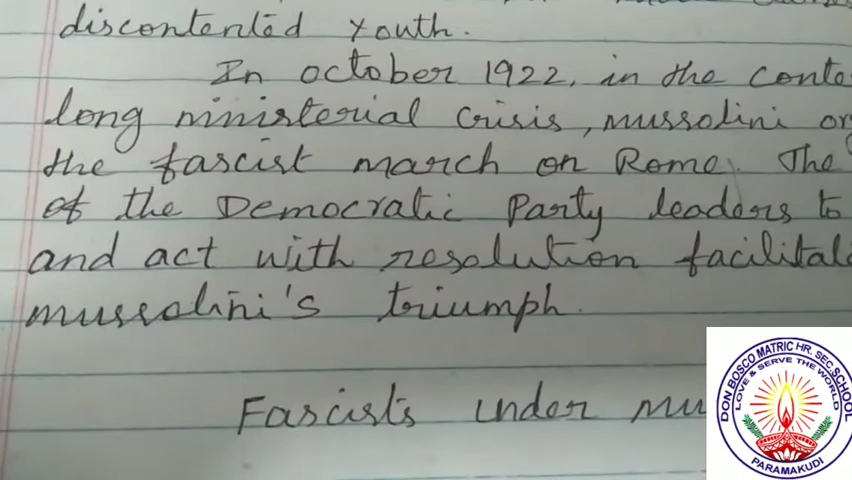 discontented youth.
In october 1922, in the conte
long ministerial crisis, mussolini or
the fascist march on Rome. The
of the Democratic Party leaders to
and act with resolution facilitat
mussolini's triumph.
Fascists under mu
DON BOSCO MATRIC HR. SEC. SCHOOL
LOVE & SERVE THE WORLD
PARAMAKUDI